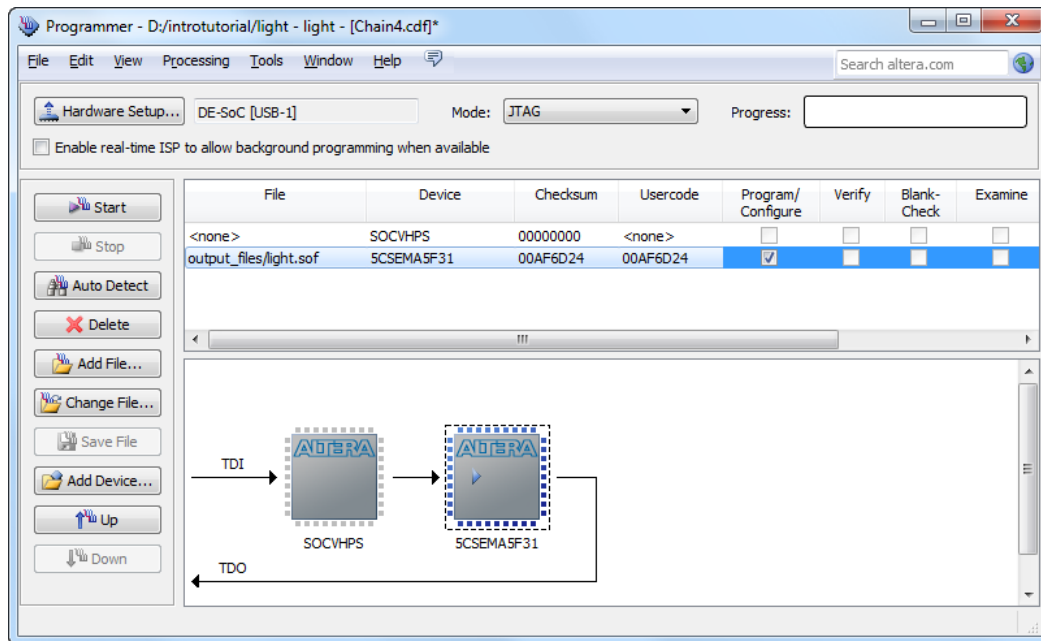 Programmer - D:/introtutorial/light - light - [Chain4.cdf]*
File Edit View Processing Tools Window Help
Search altera.com
Hardware Setup... DE-SoC [USB-1] Mode: JTAG Progress:
Enable real-time ISP to allow background programming when available
Start
Stop
Auto Detect
Delete
Add File...
Change File...
Save File
Add Device...
Up
Down
File Device Checksum Usercode Program/ Configure Verify Blank- Check Examine
<none> SOCVHPS 00000000 <none>
output_files/light.sof 5CSEMA5F31 00AF6D24 00AF6D24
TDI
ALTERA
SOCVHPS
ALTERA
5CSEMA5F31
TDO